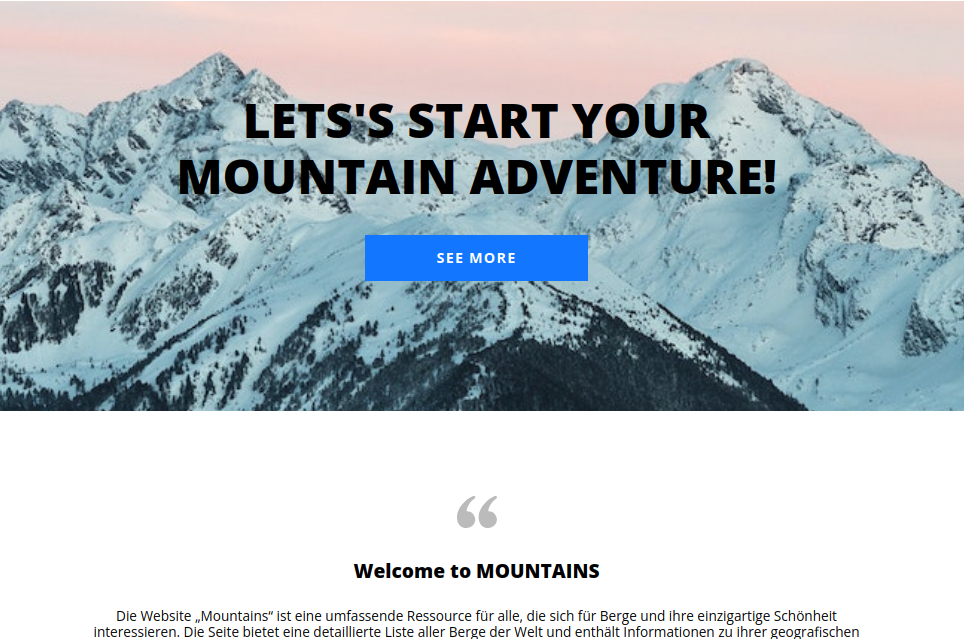 LETS'S START YOUR
MOUNTAIN ADVENTURE!
SEE MORE
“
Welcome to MOUNTAINS
Die Website „Mountains“ ist eine umfassende Ressource für alle, die sich für Berge und ihre einzigartige Schönheit
interessieren. Die Seite bietet eine detaillierte Liste aller Berge der Welt und enthält Informationen zu ihrer geografischen